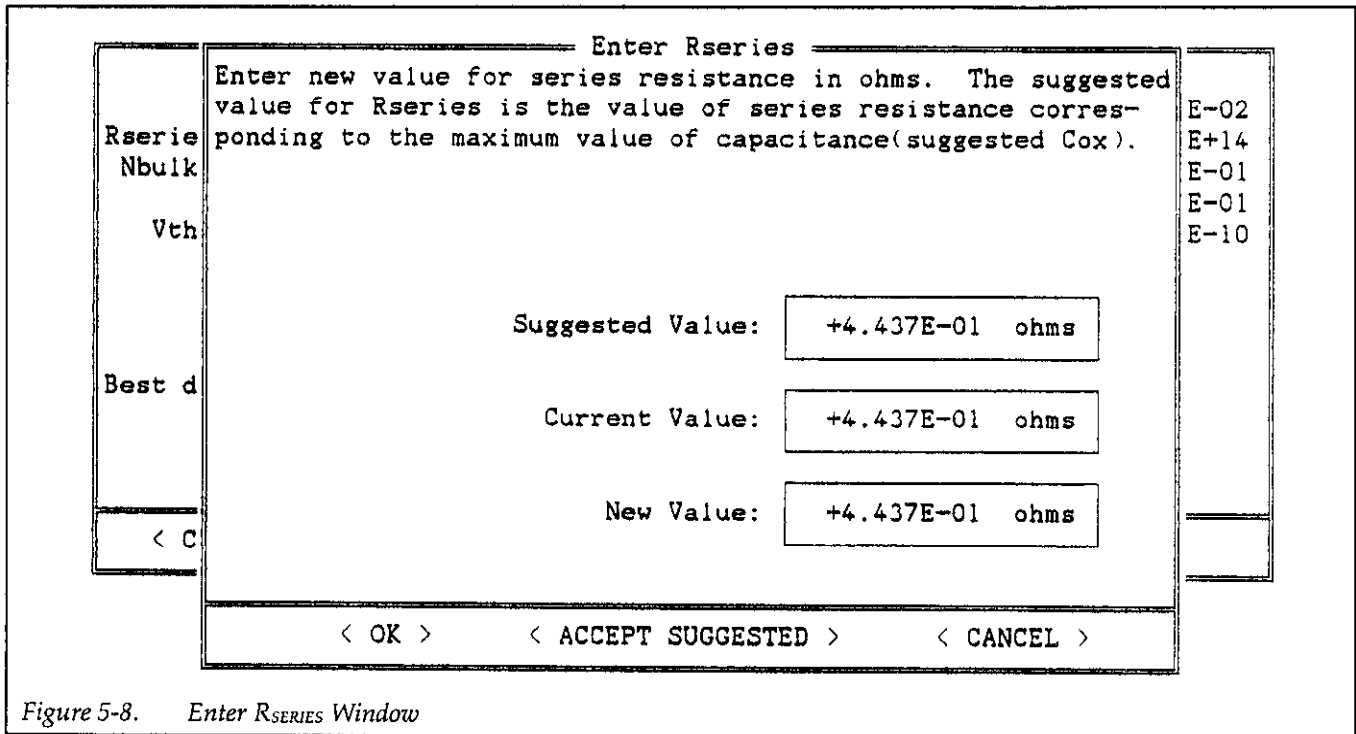 Enter Rseries
Enter new value for series resistance in ohms. The suggested
value for Rseries is the value of series resistance corres-
ponding to the maximum value of capacitance(suggested Cox).
E-02
Rserie E+14
Nbulk E-01
E-01
Vth E-10
Suggested Value: +4.437E-01 ohms
Best d
Current Value: +4.437E-01 ohms
New Value: +4.437E-01 ohms
< C
< OK > < ACCEPT SUGGESTED > < CANCEL >
Figure 5-8. Enter RSERIES Window